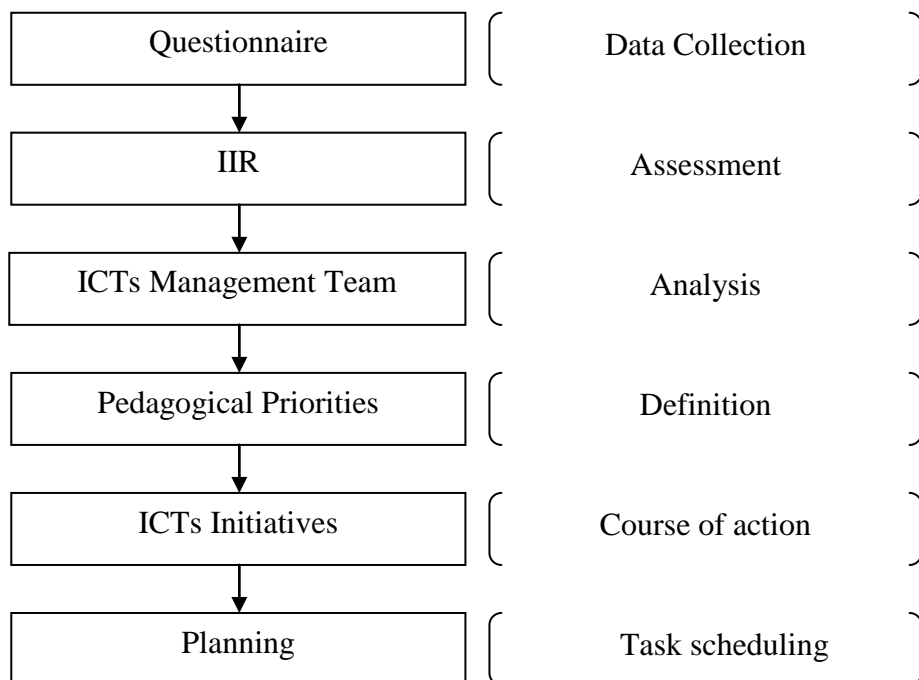 Questionnaire
Data Collection
IIR
Assessment
ICTs Management Team
Analysis
Pedagogical Priorities
Definition
ICTs Initiatives
Course of action
Planning
Task scheduling